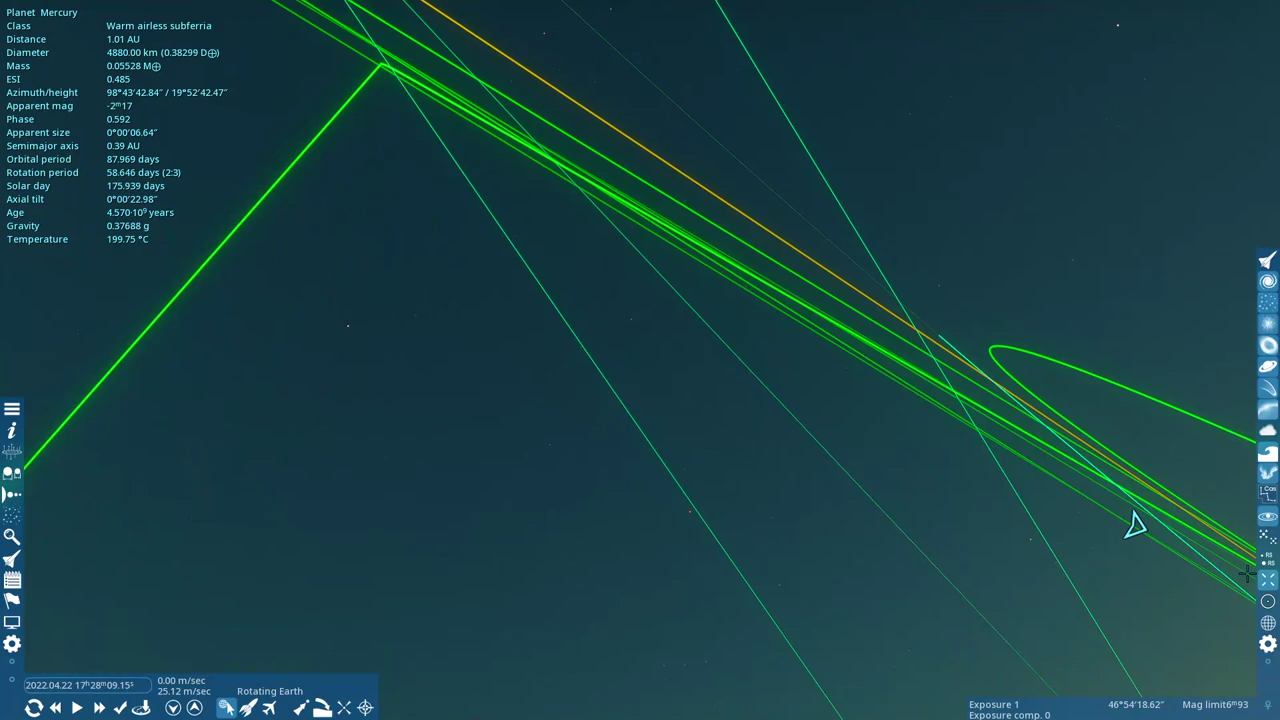 Planet Mercury
Class Warm airless subferria
Distance 1.01 AU
Diameter 4880.00 km (0.38299 D⊕)
Mass 0.05528 M⊕
ESI 0.485
Azimuth/height 98°43′42.84″ / 19°52′42.47″
Apparent mag -2ᵐ17
Phase 0.592
Apparent size 0°00′06.64″
Semimajor axis 0.39 AU
Orbital period 87.969 days
Rotation period 58.646 days (2:3)
Solar day 175.939 days
Axial tilt 0°00′22.98″
Age 4.570·10⁹ years
Gravity 0.37688 g
Temperature 199.75 °C
RS
RS
2022.04.22 17ʰ28ᵐ09.15ˢ
0.00 m/sec
25.12 m/sec
Rotating Earth
Exposure 1 46°54′18.62″ Mag limit6ᵐ93
Exposure comp. 0